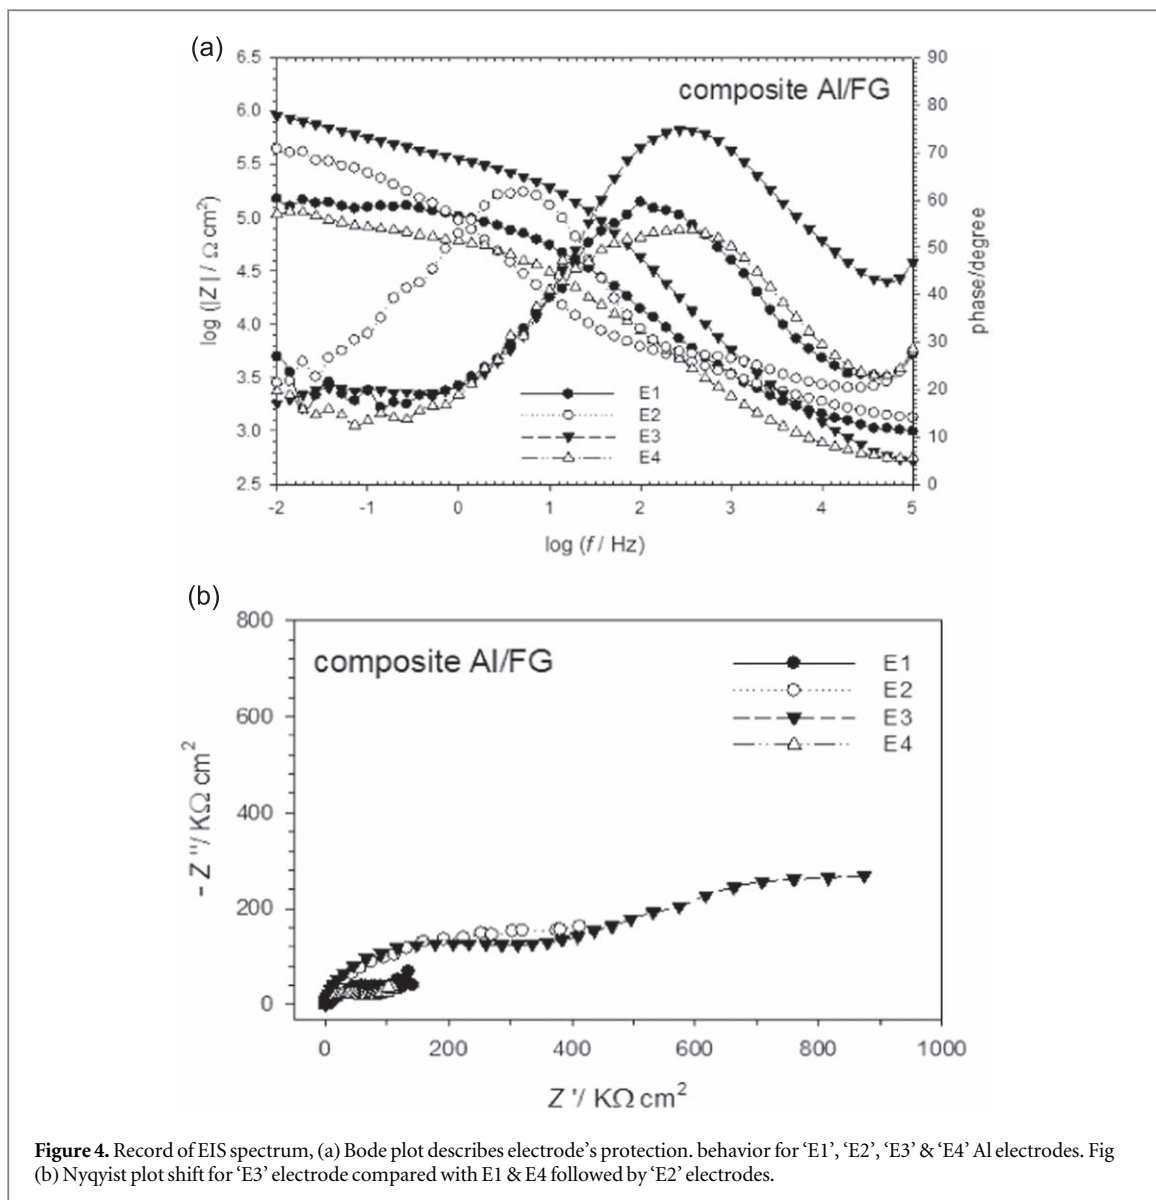 (a)
6.5
6.0
5.5
5.0
4.5
4.0
3.5
3.0
2.5
log (|Z| / Ω cm²)
composite Al/FG
90
80
70
60
50
40
30
20
10
0
phase/degree
E1
E2
E3
E4
-2 -1 0 1 2 3 4 5
log (f / Hz)
(b)
800
600
400
200
0
- Z ''/ KΩ cm²
composite Al/FG
E1
E2
E3
E4
0 200 400 600 800 1000
Z '/ KΩ cm²
Figure 4. Record of EIS spectrum, (a) Bode plot describes electrode's protection. behavior for 'E1', 'E2', 'E3' & 'E4' Al electrodes. Fig
(b) Nyqyist plot shift for 'E3' electrode compared with E1 & E4 followed by 'E2' electrodes.